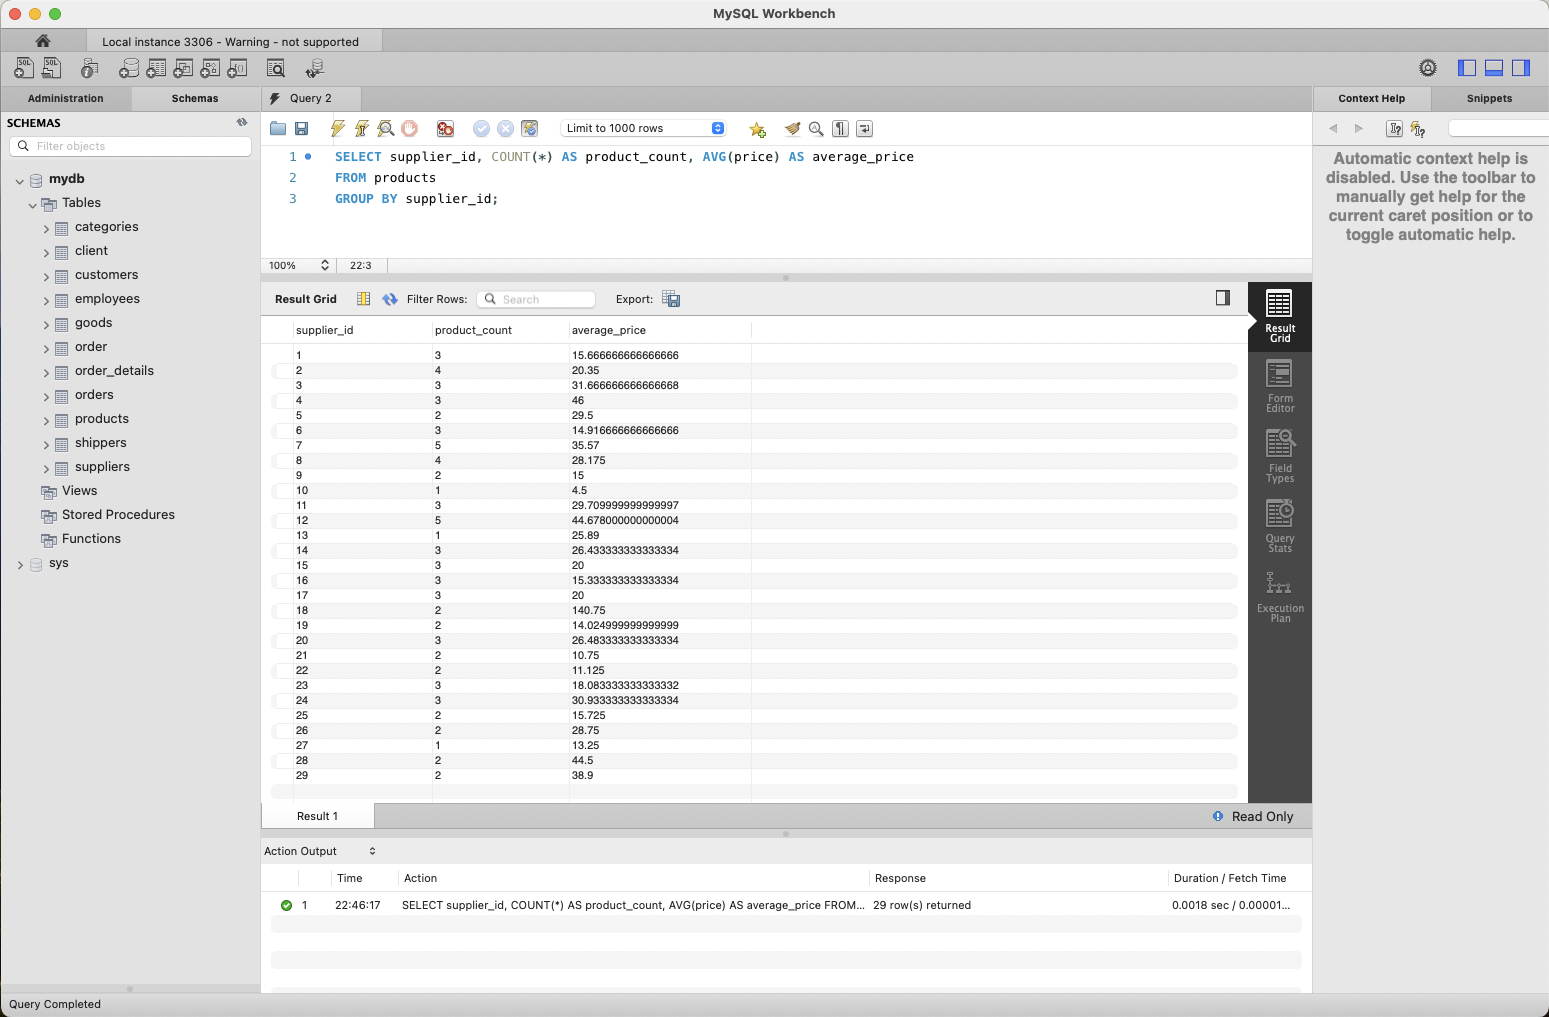 MySQL Workbench
Local instance 3306 - Warning - not supported
Administration
Schemas
Query 2
Context Help
Snippets
SCHEMAS
Filter objects
mydb
Tables
categories
client
customers
employees
goods
order
order_details
orders
products
shippers
suppliers
Views
Stored Procedures
Functions
sys
Limit to 1000 rows
1 SELECT supplier_id, COUNT(*) AS product_count, AVG(price) AS average_price
2 FROM products
3 GROUP BY supplier_id;
100% 22:3
Automatic context help is
disabled. Use the toolbar to
manually get help for the
current caret position or to
toggle automatic help.
Result Grid Filter Rows: Search Export:
supplier_id product_count average_price
1 3 15.666666666666666
2 4 20.35
3 3 31.666666666666668
4 3 46
5 2 29.5
6 3 14.916666666666666
7 5 35.57
8 4 28.175
9 2 15
10 1 4.5
11 3 29.709999999999997
12 5 44.678000000000004
13 1 25.89
14 3 26.433333333333334
15 3 20
16 3 15.333333333333334
17 3 20
18 2 140.75
19 2 14.024999999999999
20 3 26.483333333333334
21 2 10.75
22 2 11.125
23 3 18.083333333333332
24 3 30.933333333333334
25 2 15.725
26 2 28.75
27 1 13.25
28 2 44.5
29 2 38.9
Result
Grid
Form
Editor
Field
Types
Query
Stats
Execution
Plan
Result 1
Read Only
Action Output
Time Action Response Duration / Fetch Time
1 22:46:17 SELECT supplier_id, COUNT(*) AS product_count, AVG(price) AS average_price FROM... 29 row(s) returned 0.0018 sec / 0.00001...
Query Completed